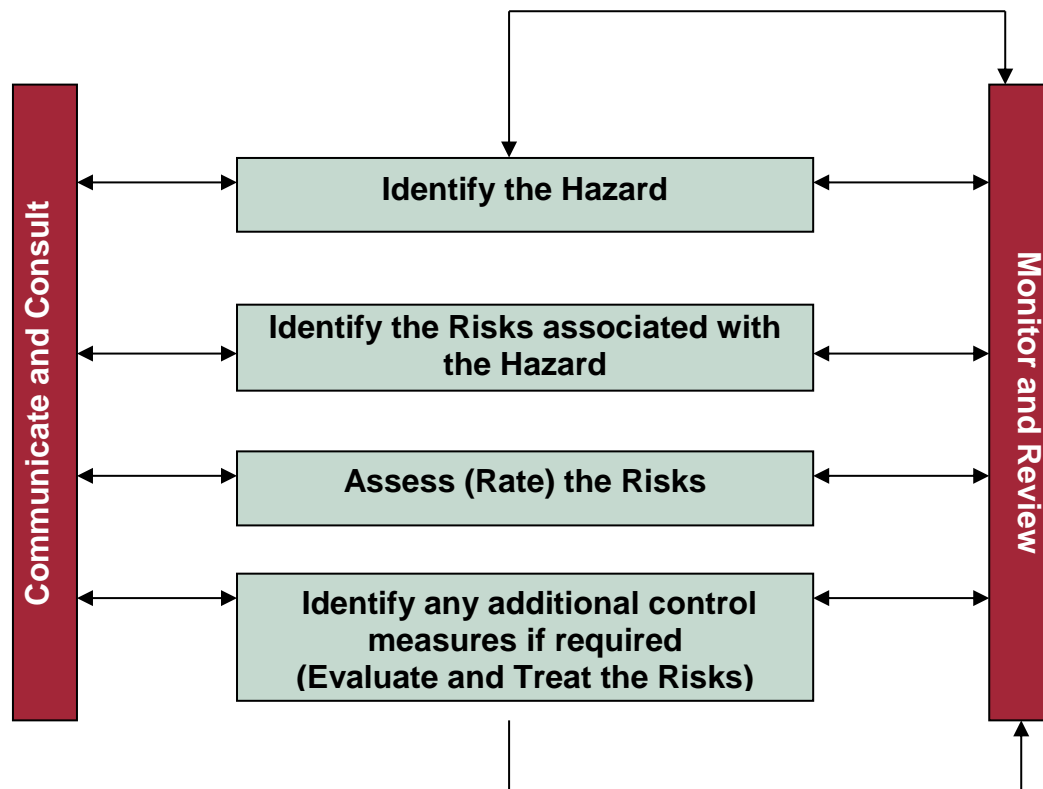 Communicate and Consult
Identify the Hazard
Identify the Risks associated with
the Hazard
Assess (Rate) the Risks
Identify any additional control
measures if required
(Evaluate and Treat the Risks)
Monitor and Review